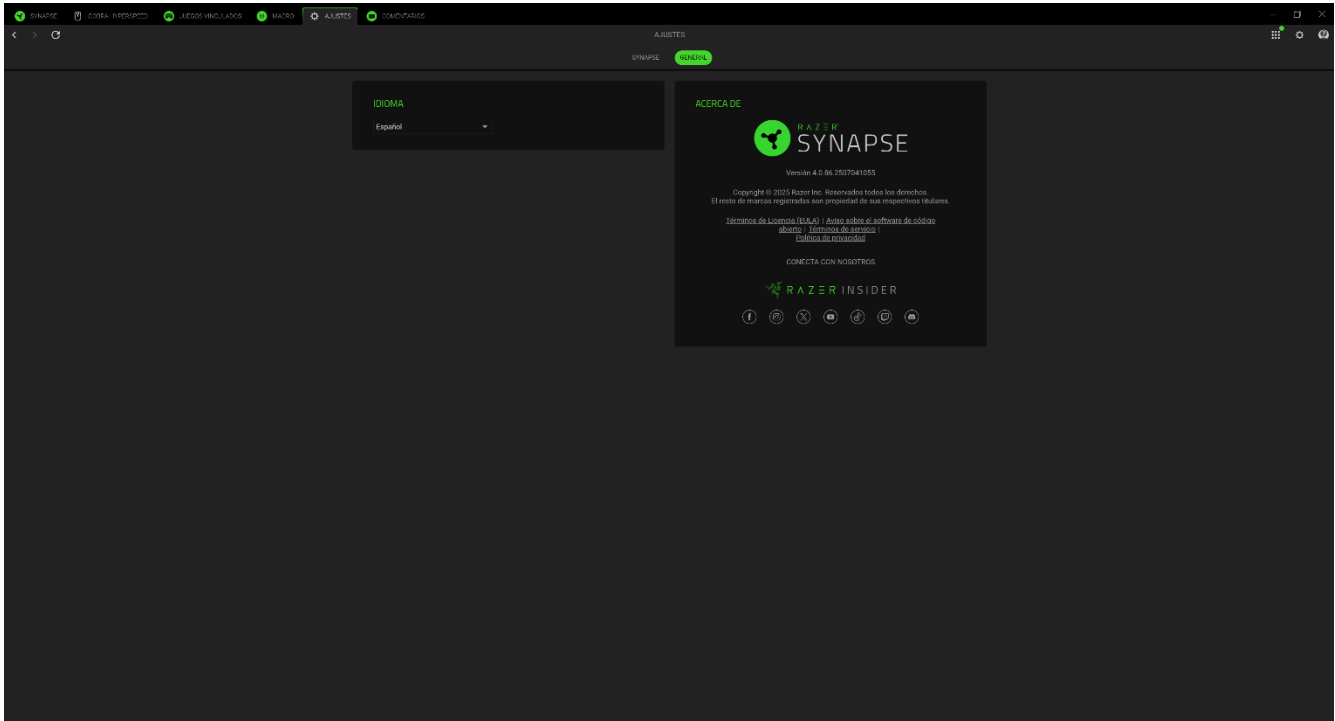 SYNAPSE COBRA HYPERSPEED JUEGOS VINCULADOS MACRO AJUSTES COMENTARIOS
AJUSTES
SYNAPSE GENERAL
IDIOMA
Español
ACERCA DE
RAZER
SYNAPSE
Versión 4.0.86.2507041055
Copyright © 2025 Razer Inc. Reservados todos los derechos.
El resto de marcas registradas son propiedad de sus respectivos titulares.
Términos de Licencia (EULA) | Aviso sobre el software de código
abierto | Términos de servicio |
Política de privacidad
CONECTA CON NOSOTROS
RAZER INSIDER